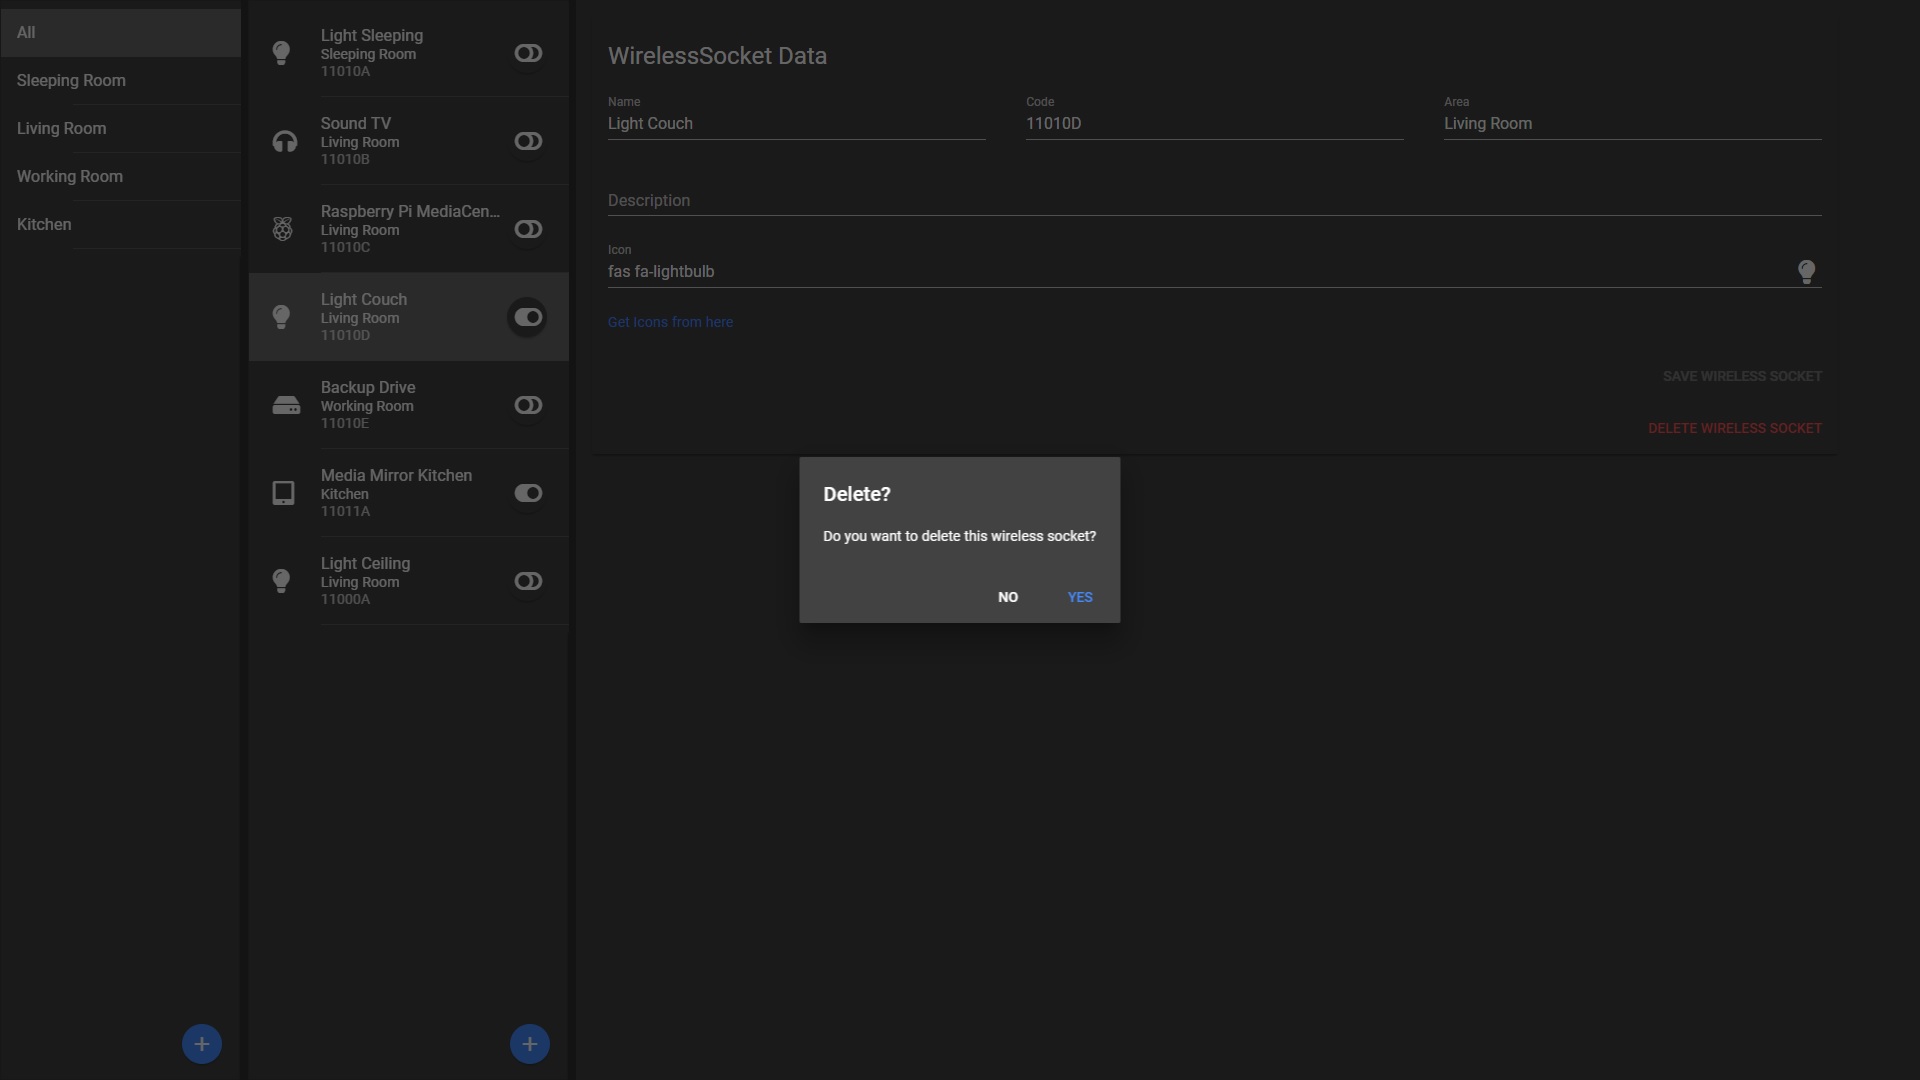 All
Sleeping Room
Living Room
Working Room
Kitchen
Light Sleeping
Sleeping Room
11010A
Sound TV
Living Room
11010B
Raspberry Pi MediaCen...
Living Room
11010C
Light Couch
Living Room
11010D
Backup Drive
Working Room
11010E
Media Mirror Kitchen
Kitchen
11011A
Light Ceiling
Living Room
11000A
WirelessSocket Data
Name
Light Couch
Code
11010D
Area
Living Room
Description
Icon
fas fa-lightbulb
Get Icons from here
SAVE WIRELESS SOCKET
DELETE WIRELESS SOCKET
Delete?
Do you want to delete this wireless socket?
NO YES